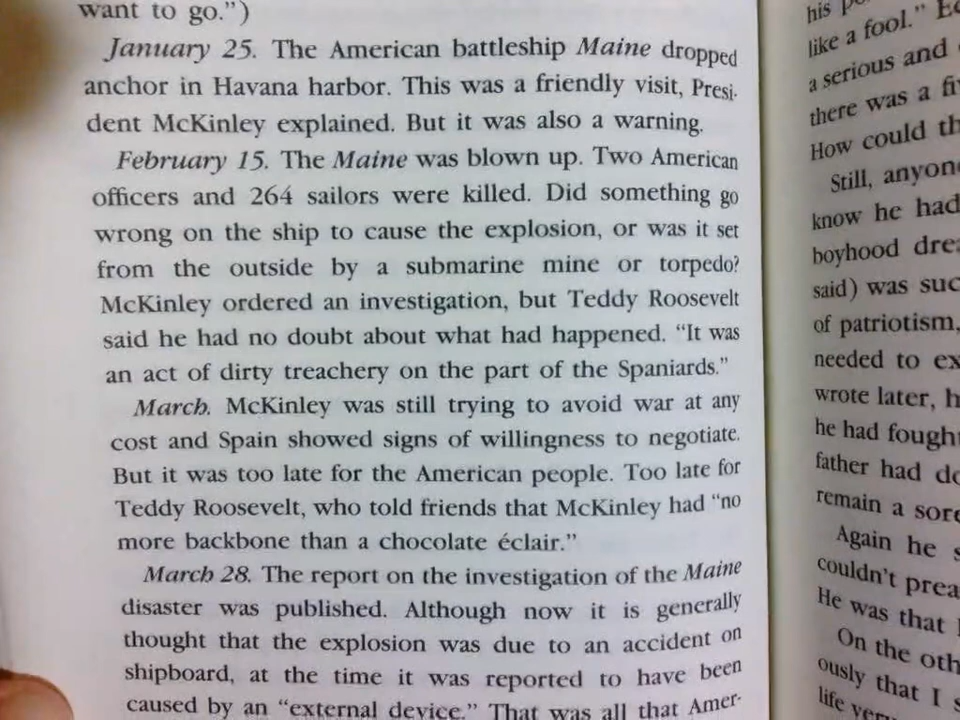 want to go.")
January 25. The American battleship Maine dropped
anchor in Havana harbor. This was a friendly visit, Presi-
dent McKinley explained. But it was also a warning.
February 15. The Maine was blown up. Two American
officers and 264 sailors were killed. Did something go
wrong on the ship to cause the explosion, or was it set
from the outside by a submarine mine or torpedo?
McKinley ordered an investigation, but Teddy Roosevelt
said he had no doubt about what had happened. "It was
an act of dirty treachery on the part of the Spaniards."
March. McKinley was still trying to avoid war at any
cost and Spain showed signs of willingness to negotiate.
But it was too late for the American people. Too late for
Teddy Roosevelt, who told friends that McKinley had "no
more backbone than a chocolate éclair."
March 28. The report on the investigation of the Maine
disaster was published. Although now it is generally
thought that the explosion was due to an accident on
shipboard, at the time it was reported to have been
caused by an "external device." That was all that Amer-
his
like a fool."
a serious and
there was a
How could
Still,
know he had
boyhood
said) was
of patriotism,
needed to
wrote later,
he had
father had
remain a
Again he
couldn't
He was that
On the
that I
life